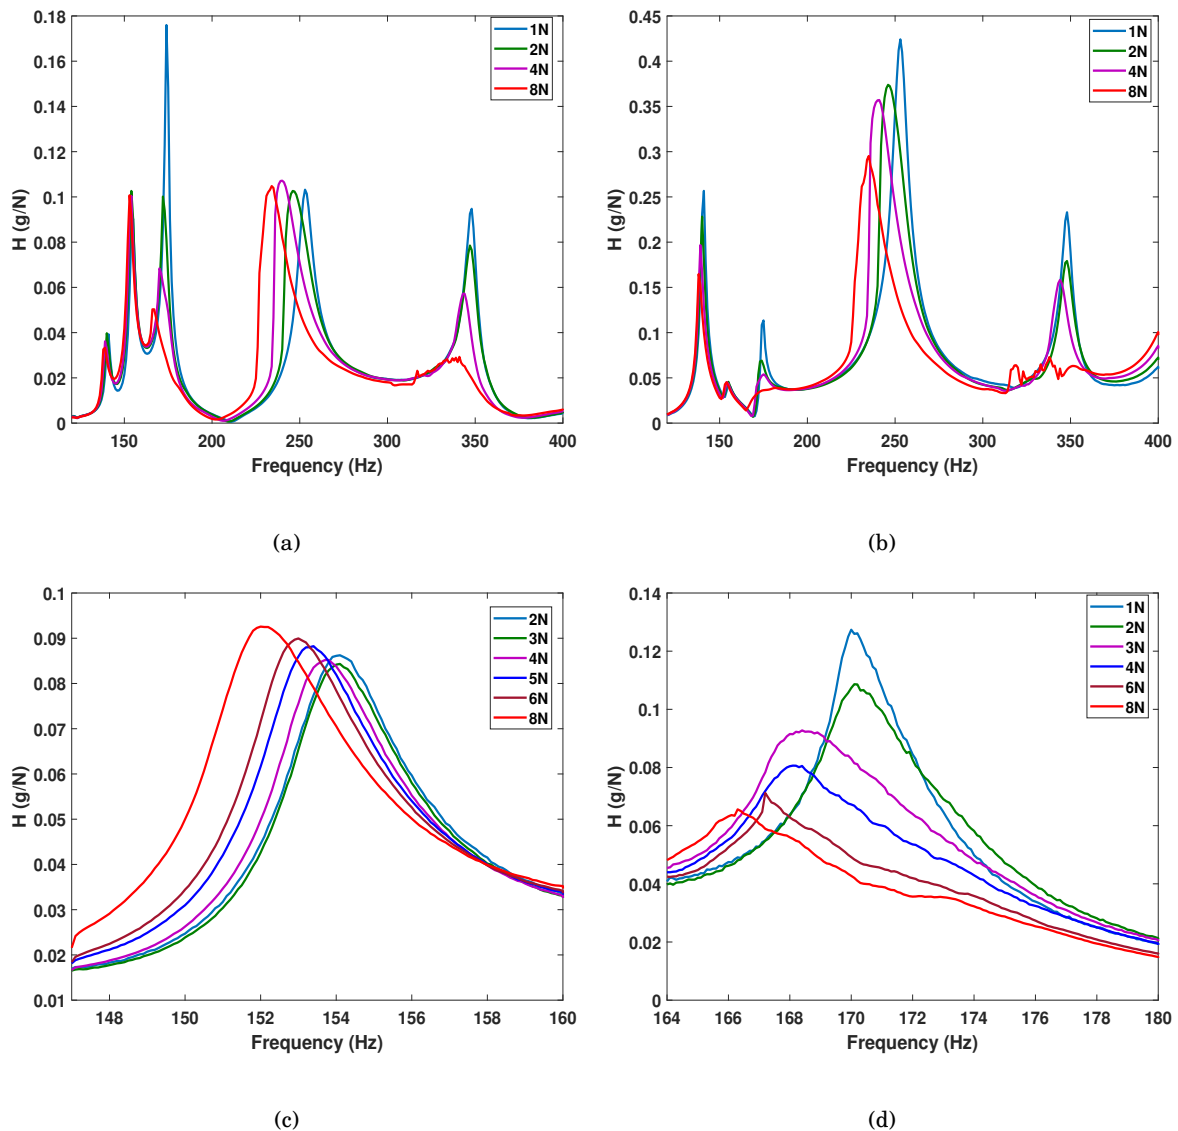 0.18
0.16
0.14
0.12
0.1
0.08
0.06
0.04
0.02
0
H (g/N)
150 200 250 300 350 400
Frequency (Hz)
1N
2N
4N
8N
(a)
0.45
0.4
0.35
0.3
0.25
0.2
0.15
0.1
0.05
0
H (g/N)
150 200 250 300 350 400
Frequency (Hz)
1N
2N
4N
8N
(b)
0.1
0.09
0.08
0.07
0.06
0.05
0.04
0.03
0.02
0.01
H (g/N)
148 150 152 154 156 158 160
Frequency (Hz)
2N
3N
4N
5N
6N
8N
(c)
0.14
0.12
0.1
0.08
0.06
0.04
0.02
0
H (g/N)
164 166 168 170 172 174 176 178 180
Frequency (Hz)
1N
2N
3N
4N
6N
8N
(d)